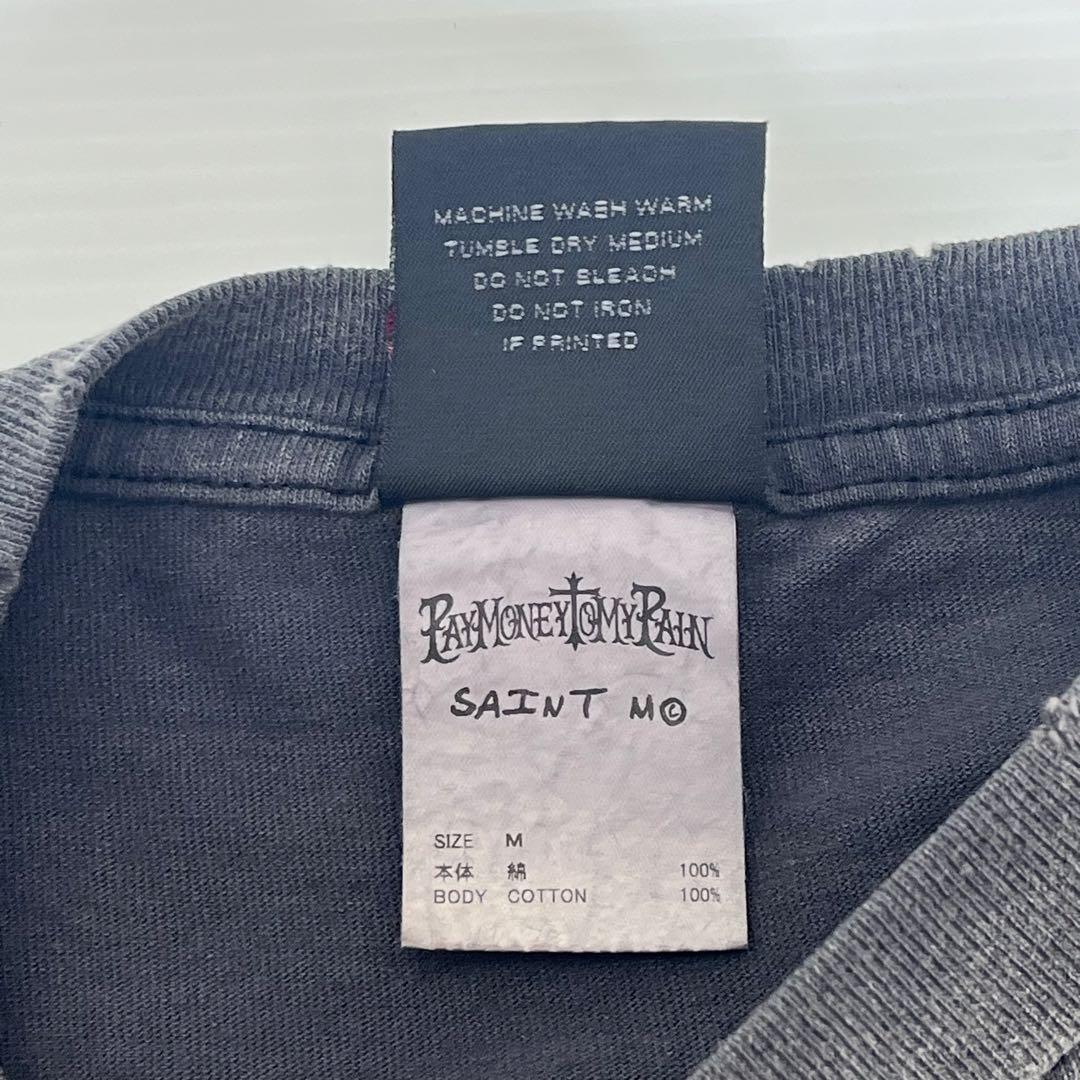 MACHINE WASH WARM
TUMBLE DRY MEDIUM
DO NOT BLEACH
DO NOT IRON
IF PRINTED
PAYMONEYTOMYPAIN
SAINT M©
SIZE M
本体 綿 100%
BODY COTTON 100%